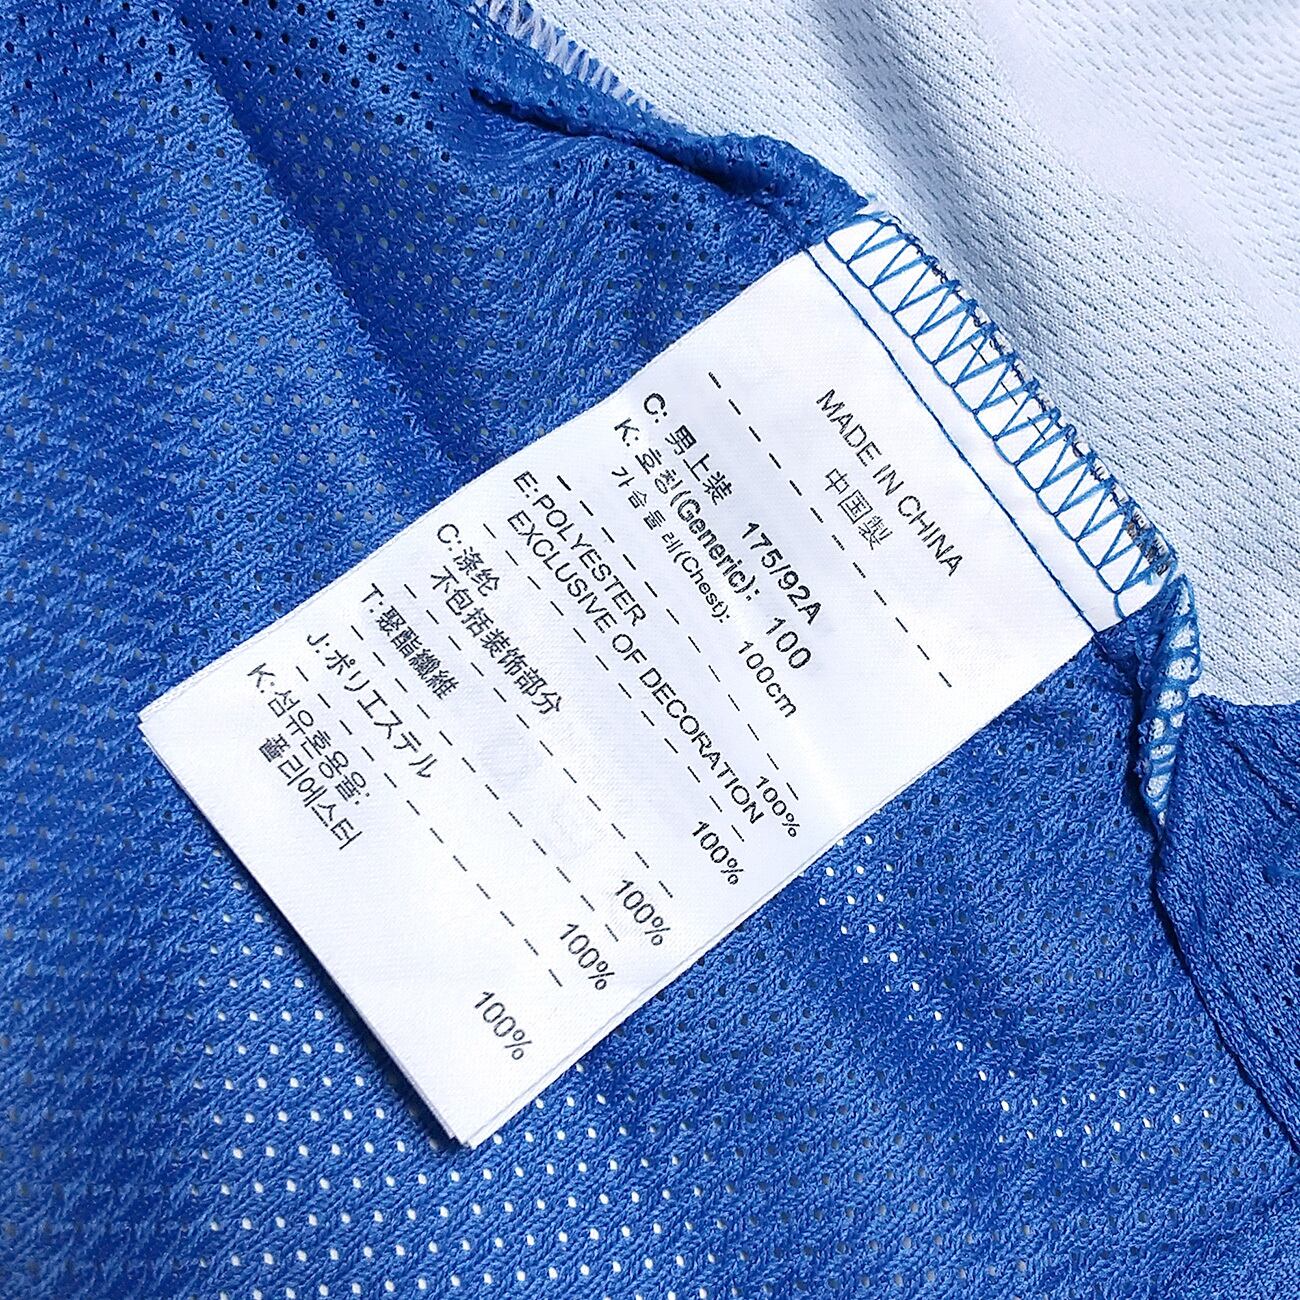 MADE IN CHINA
中国製
C: 男上装 175/92A
K: 호칭(Generic): 100
가슴둘레(Chest): 100cm
E: POLYESTER 100%
EXCLUSIVE OF DECORATION
C: 涤纶 100%
不包括装饰部分
T: 聚酯纖維 100%
J: ポリエステル 100%
K: 섬유혼용율:
폴리에스터 100%